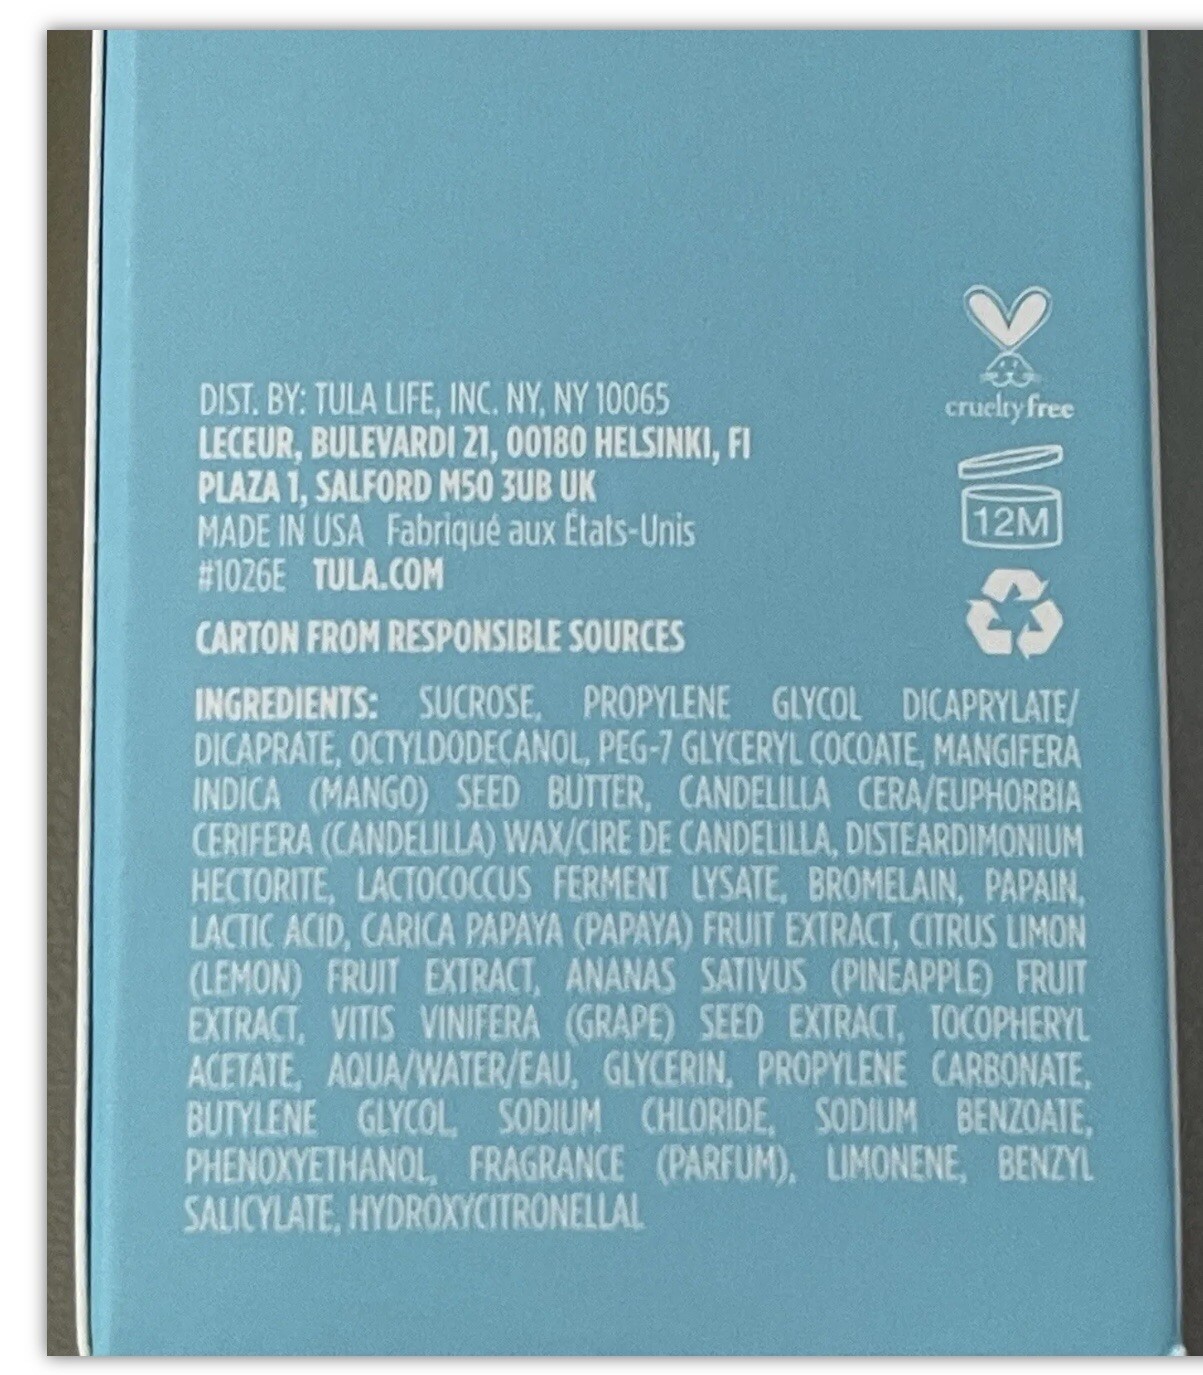 DIST. BY: TULA LIFE, INC. NY, NY 10065
LECEUR, BULEVARDI 21, 00180 HELSINKI, FI
PLAZA 1, SALFORD M50 3UB UK
MADE IN USA Fabriqué aux États-Unis
#1026E TULA.COM
cruelty free
12M
CARTON FROM RESPONSIBLE SOURCES
INGREDIENTS: SUCROSE, PROPYLENE GLYCOL DICAPRYLATE/
DICAPRATE, OCTYLDODECANOL, PEG-7 GLYCERYL COCOATE, MANGIFERA
INDICA (MANGO) SEED BUTTER, CANDELILLA CERA/EUPHORBIA
CERIFERA (CANDELILLA) WAX/CIRE DE CANDELILLA, DISTEARDIMONIUM
HECTORITE, LACTOCOCCUS FERMENT LYSATE, BROMELAIN, PAPAIN,
LACTIC ACID, CARICA PAPAYA (PAPAYA) FRUIT EXTRACT, CITRUS LIMON
(LEMON) FRUIT EXTRACT, ANANAS SATIVUS (PINEAPPLE) FRUIT
EXTRACT, VITIS VINIFERA (GRAPE) SEED EXTRACT, TOCOPHERYL
ACETATE, AQUA/WATER/EAU, GLYCERIN, PROPYLENE CARBONATE,
BUTYLENE GLYCOL, SODIUM CHLORIDE, SODIUM BENZOATE,
PHENOXYETHANOL, FRAGRANCE (PARFUM), LIMONENE, BENZYL
SALICYLATE, HYDROXYCITRONELLAL